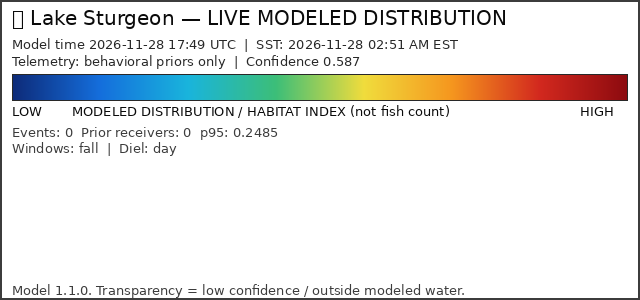 Lake Sturgeon — LIVE MODELED DISTRIBUTION
Model time 2026-11-28 17:49 UTC | SST: 2026-11-28 02:51 AM EST
Telemetry: behavioral priors only | Confidence 0.587
LOW MODELED DISTRIBUTION / HABITAT INDEX (not fish count) HIGH
Events: 0 Prior receivers: 0 p95: 0.2485
Windows: fall | Diel: day
Model 1.1.0. Transparency = low confidence / outside modeled water.